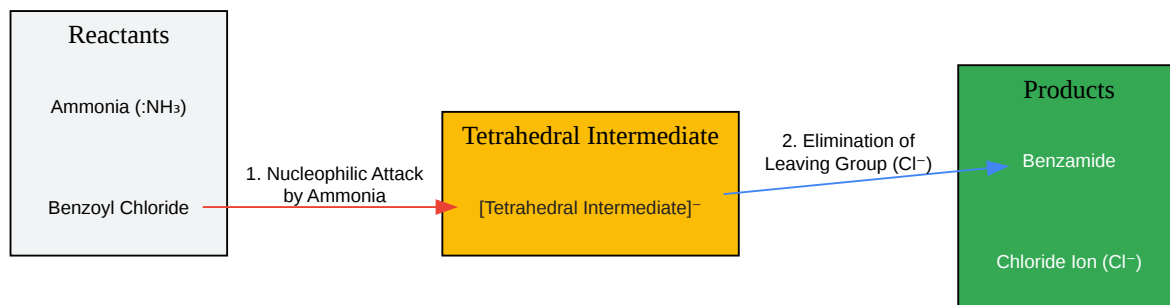 Reactants
Ammonia (:NH₃)
Benzoyl Chloride
1. Nucleophilic Attack
by Ammonia
Tetrahedral Intermediate
[Tetrahedral Intermediate]⁻
2. Elimination of
Leaving Group (Cl⁻)
Products
Benzamide
Chloride Ion (Cl⁻)